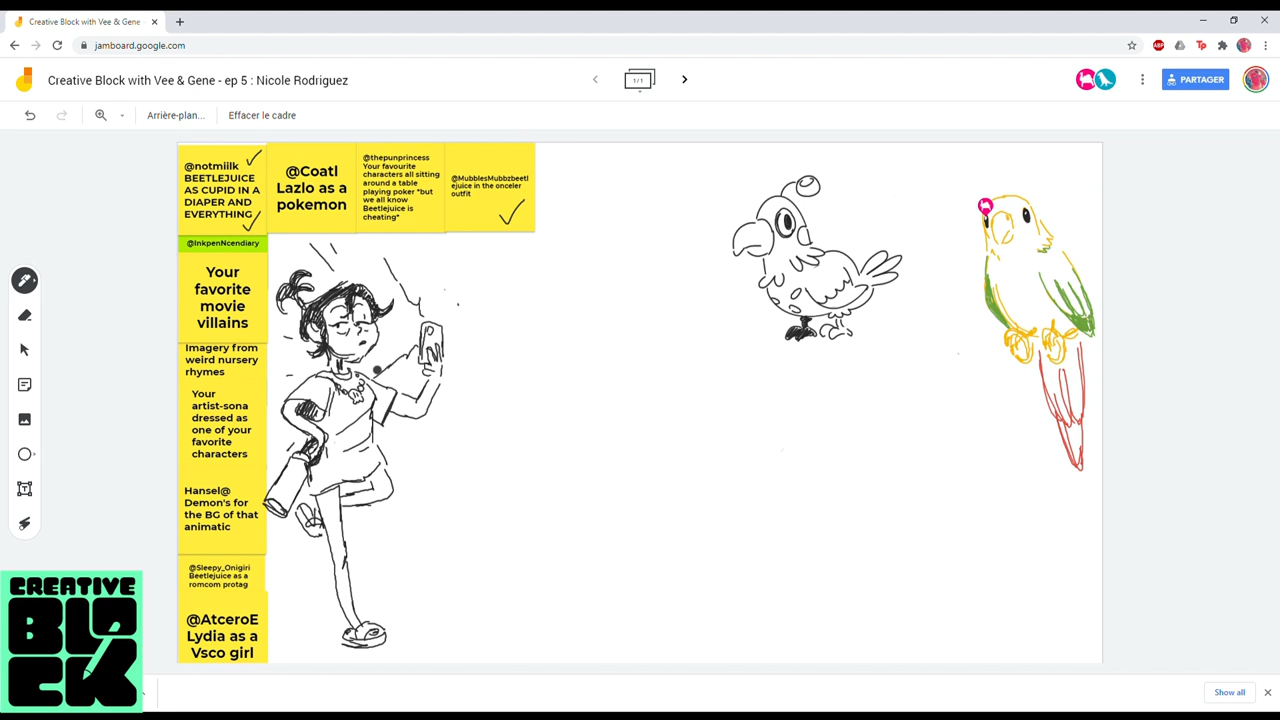 Creative Block with Vee & Gene -
jamboard.google.com
ABP
Tp
Creative Block with Vee & Gene - ep 5 : Nicole Rodriguez
1/1
PARTAGER
Arrière-plan...
Effacer le cadre
@notmiilk
BEETLEJUICE
AS CUPID IN A
DIAPER AND
EVERYTHING
@Coatl
Lazlo as a
pokemon
@thepunprincess
Your favourite
characters all sitting
around a table
playing poker *but
we all know
Beetlejuice is
cheating*
@MubblesMubbzbeetl
ejuice in the onceler
outfit
@InkpenNcendiary
Your
favorite
movie
villains
Imagery from
weird nursery
rhymes
Your
artist-sona
dressed as
one of your
favorite
characters
Hansel@
Demon's for
the BG of that
animatic
@Sleepy_Onigiri
Beetlejuice as a
romcom protag
@AtceroE
Lydia as a
Vsco girl
CREATIVE
BLO
CK
Show all